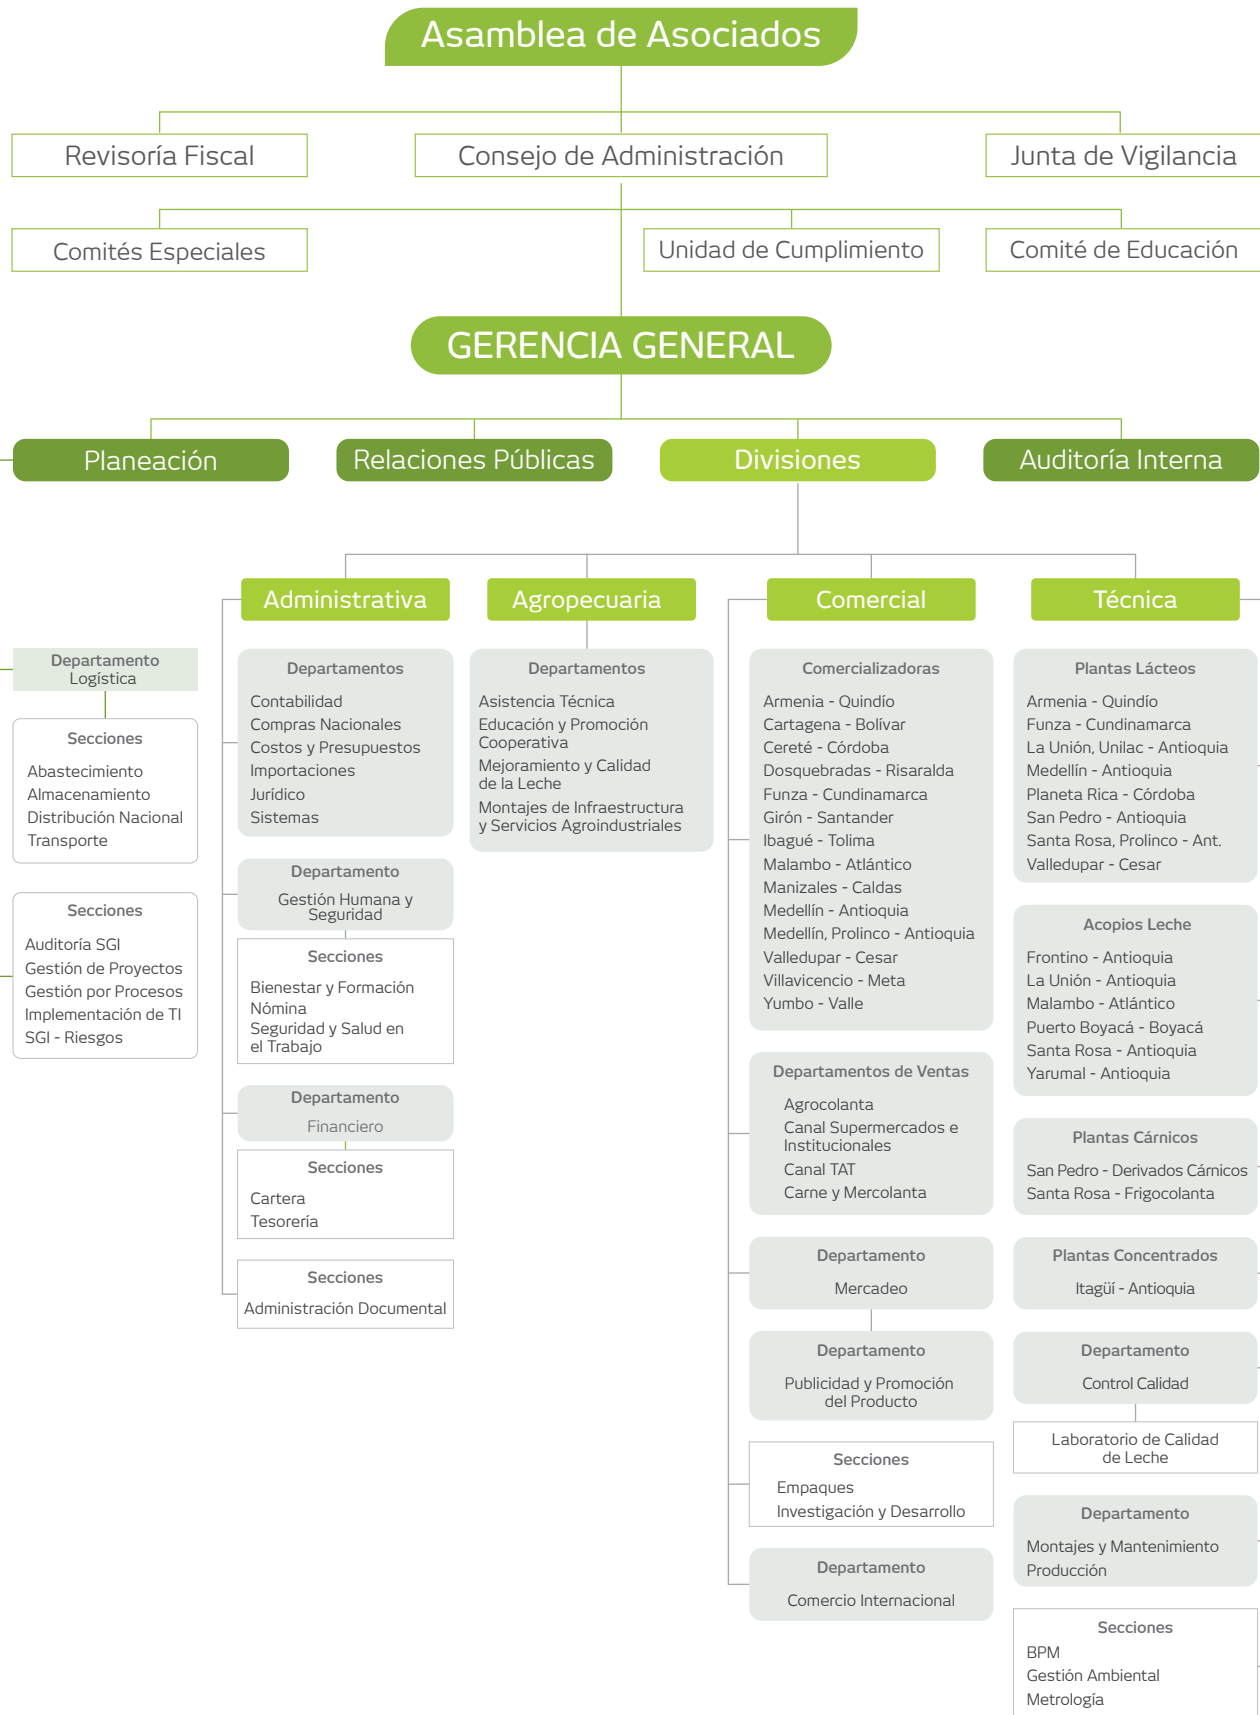 Asamblea de Asociados
Revisoría Fiscal
Consejo de Administración
Junta de Vigilancia
Comités Especiales
Unidad de Cumplimiento
Comité de Educación
GERENCIA GENERAL
Planeación
Relaciones Públicas
Divisiones
Auditoría Interna
Departamento
Logística
Secciones
Abastecimiento
Almacenamiento
Distribución Nacional
Transporte
Secciones
Auditoría SGI
Gestión de Proyectos
Gestión por Procesos
Implementación de TI
SGI - Riesgos
Administrativa
Departamentos
Contabilidad
Compras Nacionales
Costos y Presupuestos
Importaciones
Jurídico
Sistemas
Departamento
Gestión Humana y
Seguridad
Secciones
Bienestar y Formación
Nómina
Seguridad y Salud en
el Trabajo
Departamento
Financiero
Secciones
Cartera
Tesorería
Secciones
Administración Documental
Agropecuaria
Departamentos
Asistencia Técnica
Educación y Promoción
Cooperativa
Mejoramiento y Calidad
de la Leche
Montajes de Infraestructura
y Servicios Agroindustriales
Comercial
Comercializadoras
Armenia - Quindío
Cartagena - Bolívar
Cereté - Córdoba
Dosquebradas - Risaralda
Funza - Cundinamarca
Girón - Santander
Ibagué - Tolima
Malambo - Atlántico
Manizales - Caldas
Medellín - Antioquia
Medellín, Prolinco - Antioquia
Valledupar - Cesar
Villavicencio - Meta
Yumbo - Valle
Departamentos de Ventas
Agrocolanta
Canal Supermercados e
Institucionales
Canal TAT
Carne y Mercolanta
Departamento
Mercadeo
Departamento
Publicidad y Promoción
del Producto
Secciones
Empaques
Investigación y Desarrollo
Departamento
Comercio Internacional
Técnica
Plantas Lácteos
Armenia - Quindío
Funza - Cundinamarca
La Unión, Unilac - Antioquia
Medellín - Antioquia
Planeta Rica - Córdoba
San Pedro - Antioquia
Santa Rosa, Prolinco - Ant.
Valledupar - Cesar
Acopios Leche
Frontino - Antioquia
La Unión - Antioquia
Malambo - Atlántico
Puerto Boyacá - Boyacá
Santa Rosa - Antioquia
Yarumal - Antioquia
Plantas Cárnicos
San Pedro - Derivados Cárnicos
Santa Rosa - Frigocolanta
Plantas Concentrados
Itagüí - Antioquia
Departamento
Control Calidad
Laboratorio de Calidad
de Leche
Departamento
Montajes y Mantenimiento
Producción
Secciones
BPM
Gestión Ambiental
Metrología